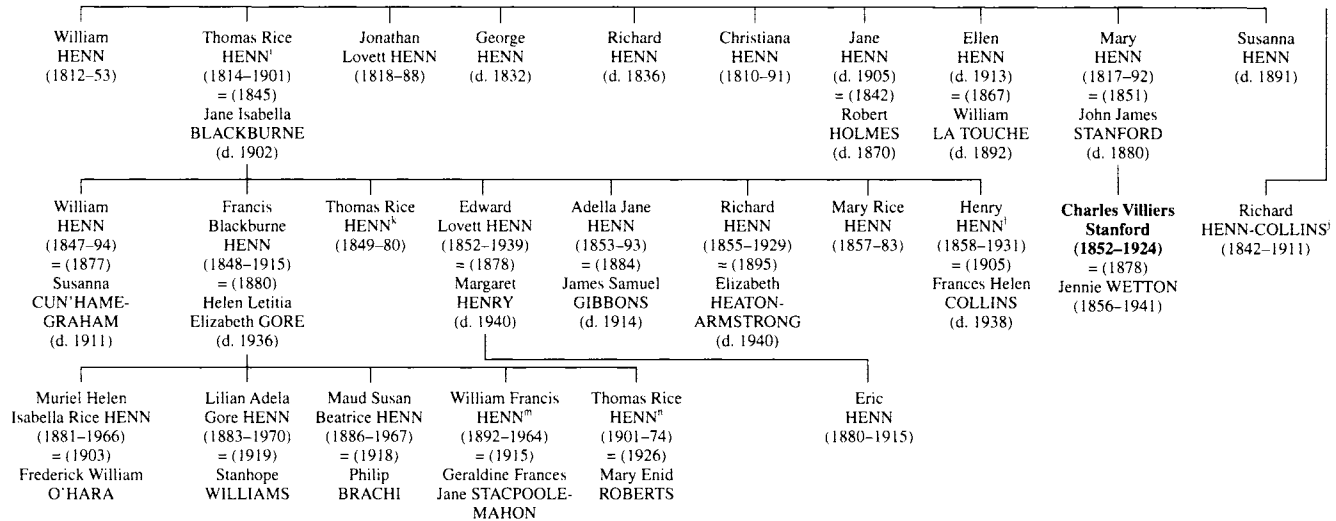 William
HENN
(1812–53)
Thomas Rice
HENNⁱ
(1814–1901)
= (1845)
Jane Isabella
BLACKBURNE
(d. 1902)
Jonathan
Lovett HENN
(1818–88)
George
HENN
(d. 1832)
Richard
HENN
(d. 1836)
Christiana
HENN
(1810–91)
Jane
HENN
(d. 1905)
= (1842)
Robert
HOLMES
(d. 1870)
Ellen
HENN
(d. 1913)
= (1867)
William
LA TOUCHE
(d. 1892)
Mary
HENN
(1817–92)
= (1851)
John James
STANFORD
(d. 1880)
Susanna
HENN
(d. 1891)
William
HENN
(1847–94)
= (1877)
Susanna
CUN'HAME-
GRAHAM
(d. 1911)
Francis
Blackburne
HENN
(1848–1915)
= (1880)
Helen Letitia
Elizabeth GORE
(d. 1936)
Thomas Rice
HENNᵏ
(1849–80)
Edward
Lovett HENN
(1852–1939)
= (1878)
Margaret
HENRY
(d. 1940)
Adella Jane
HENN
(1853–93)
= (1884)
James Samuel
GIBBONS
(d. 1914)
Richard
HENN
(1855–1929)
= (1895)
Elizabeth
HEATON-
ARMSTRONG
(d. 1940)
Mary Rice
HENN
(1857–83)
Henry
HENNˡ
(1858–1931)
= (1905)
Frances Helen
COLLINS
(d. 1938)
Charles Villiers
Stanford
(1852–1924)
= (1878)
Jennie WETTON
(1856–1941)
Richard
HENN-COLLINSʲ
(1842–1911)
Muriel Helen
Isabella Rice HENN
(1881–1966)
= (1903)
Frederick William
O'HARA
Lilian Adela
Gore HENN
(1883–1970)
= (1919)
Stanhope
WILLIAMS
Maud Susan
Beatrice HENN
(1886–1967)
= (1918)
Philip
BRACHI
William Francis
HENNᵐ
(1892–1964)
= (1915)
Geraldine Frances
Jane STACPOOLE-
MAHON
Thomas Rice
HENNⁿ
(1901–74)
= (1926)
Mary Enid
ROBERTS
Eric
HENN
(1880–1915)